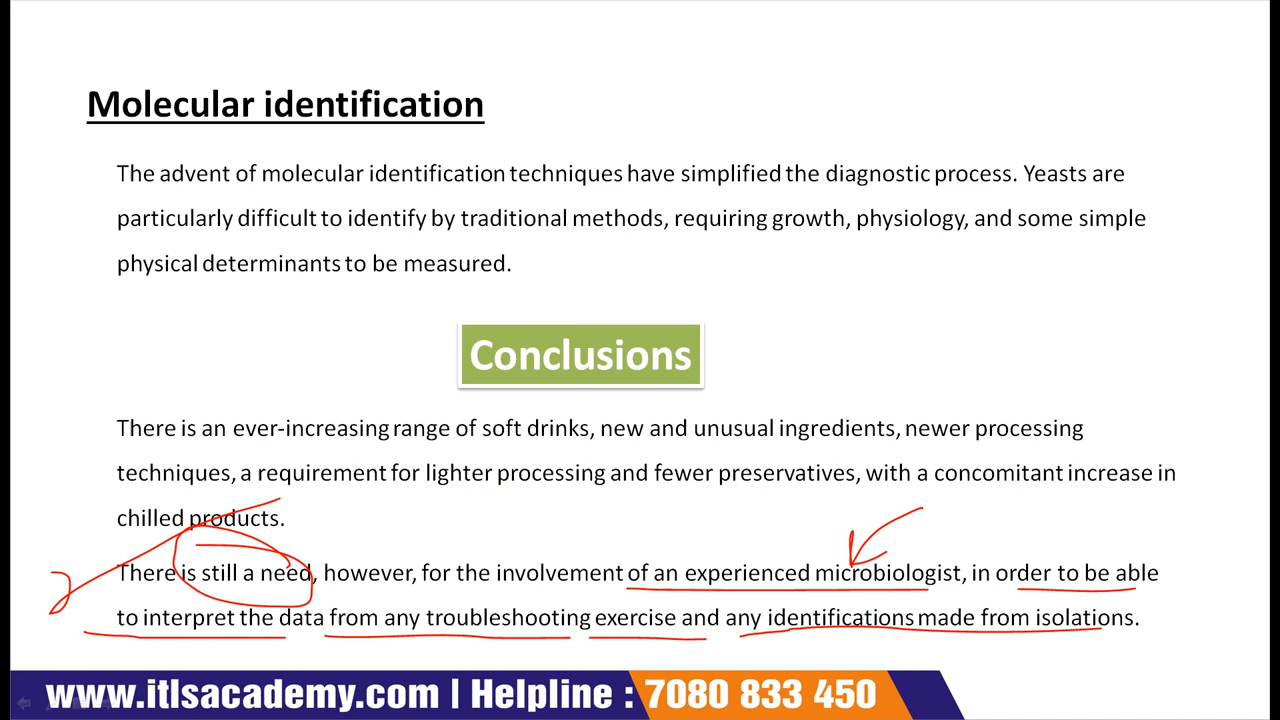 Molecular identification
The advent of molecular identification techniques have simplified the diagnostic process. Yeasts are
particularly difficult to identify by traditional methods, requiring growth, physiology, and some simple
physical determinants to be measured.
Conclusions
There is an ever-increasing range of soft drinks, new and unusual ingredients, newer processing
techniques, a requirement for lighter processing and fewer preservatives, with a concomitant increase in
chilled products.
There is still a need, however, for the involvement of an experienced microbiologist, in order to be able
to interpret the data from any troubleshooting exercise and any identifications made from isolations.
www.itlsacademy.com | Helpline : 7080 833 450